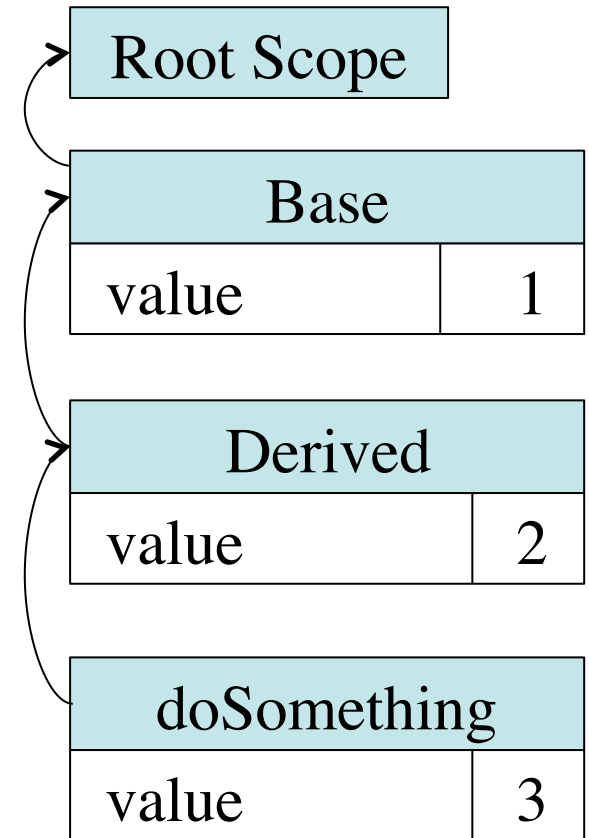 Root Scope
Base
value 1
Derived
value 2
doSomething
value 3